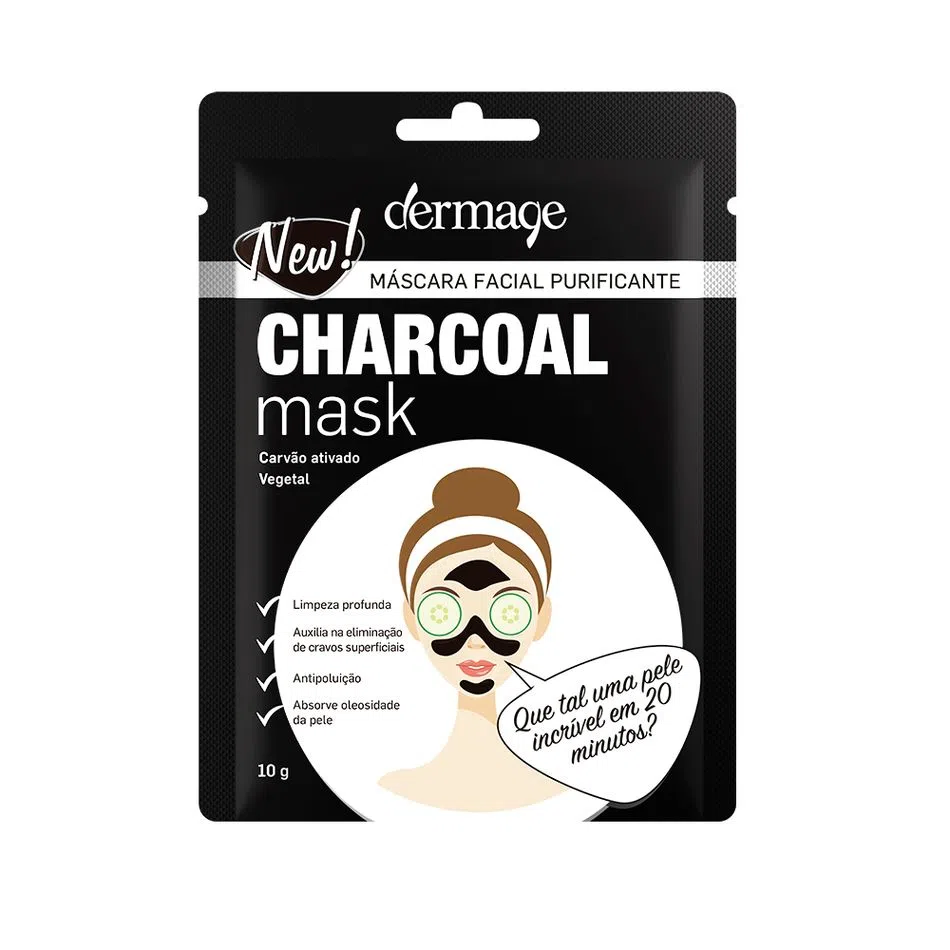 dermage
New!
MÁSCARA FACIAL PURIFICANTE
CHARCOAL
mask
Carvão ativado
Vegetal
Limpeza profunda
Auxilia na eliminação
de cravos superficiais
Antipoluição
Absorve oleosidade
da pele
Que tal uma pele
incrível em 20
minutos?
10 g